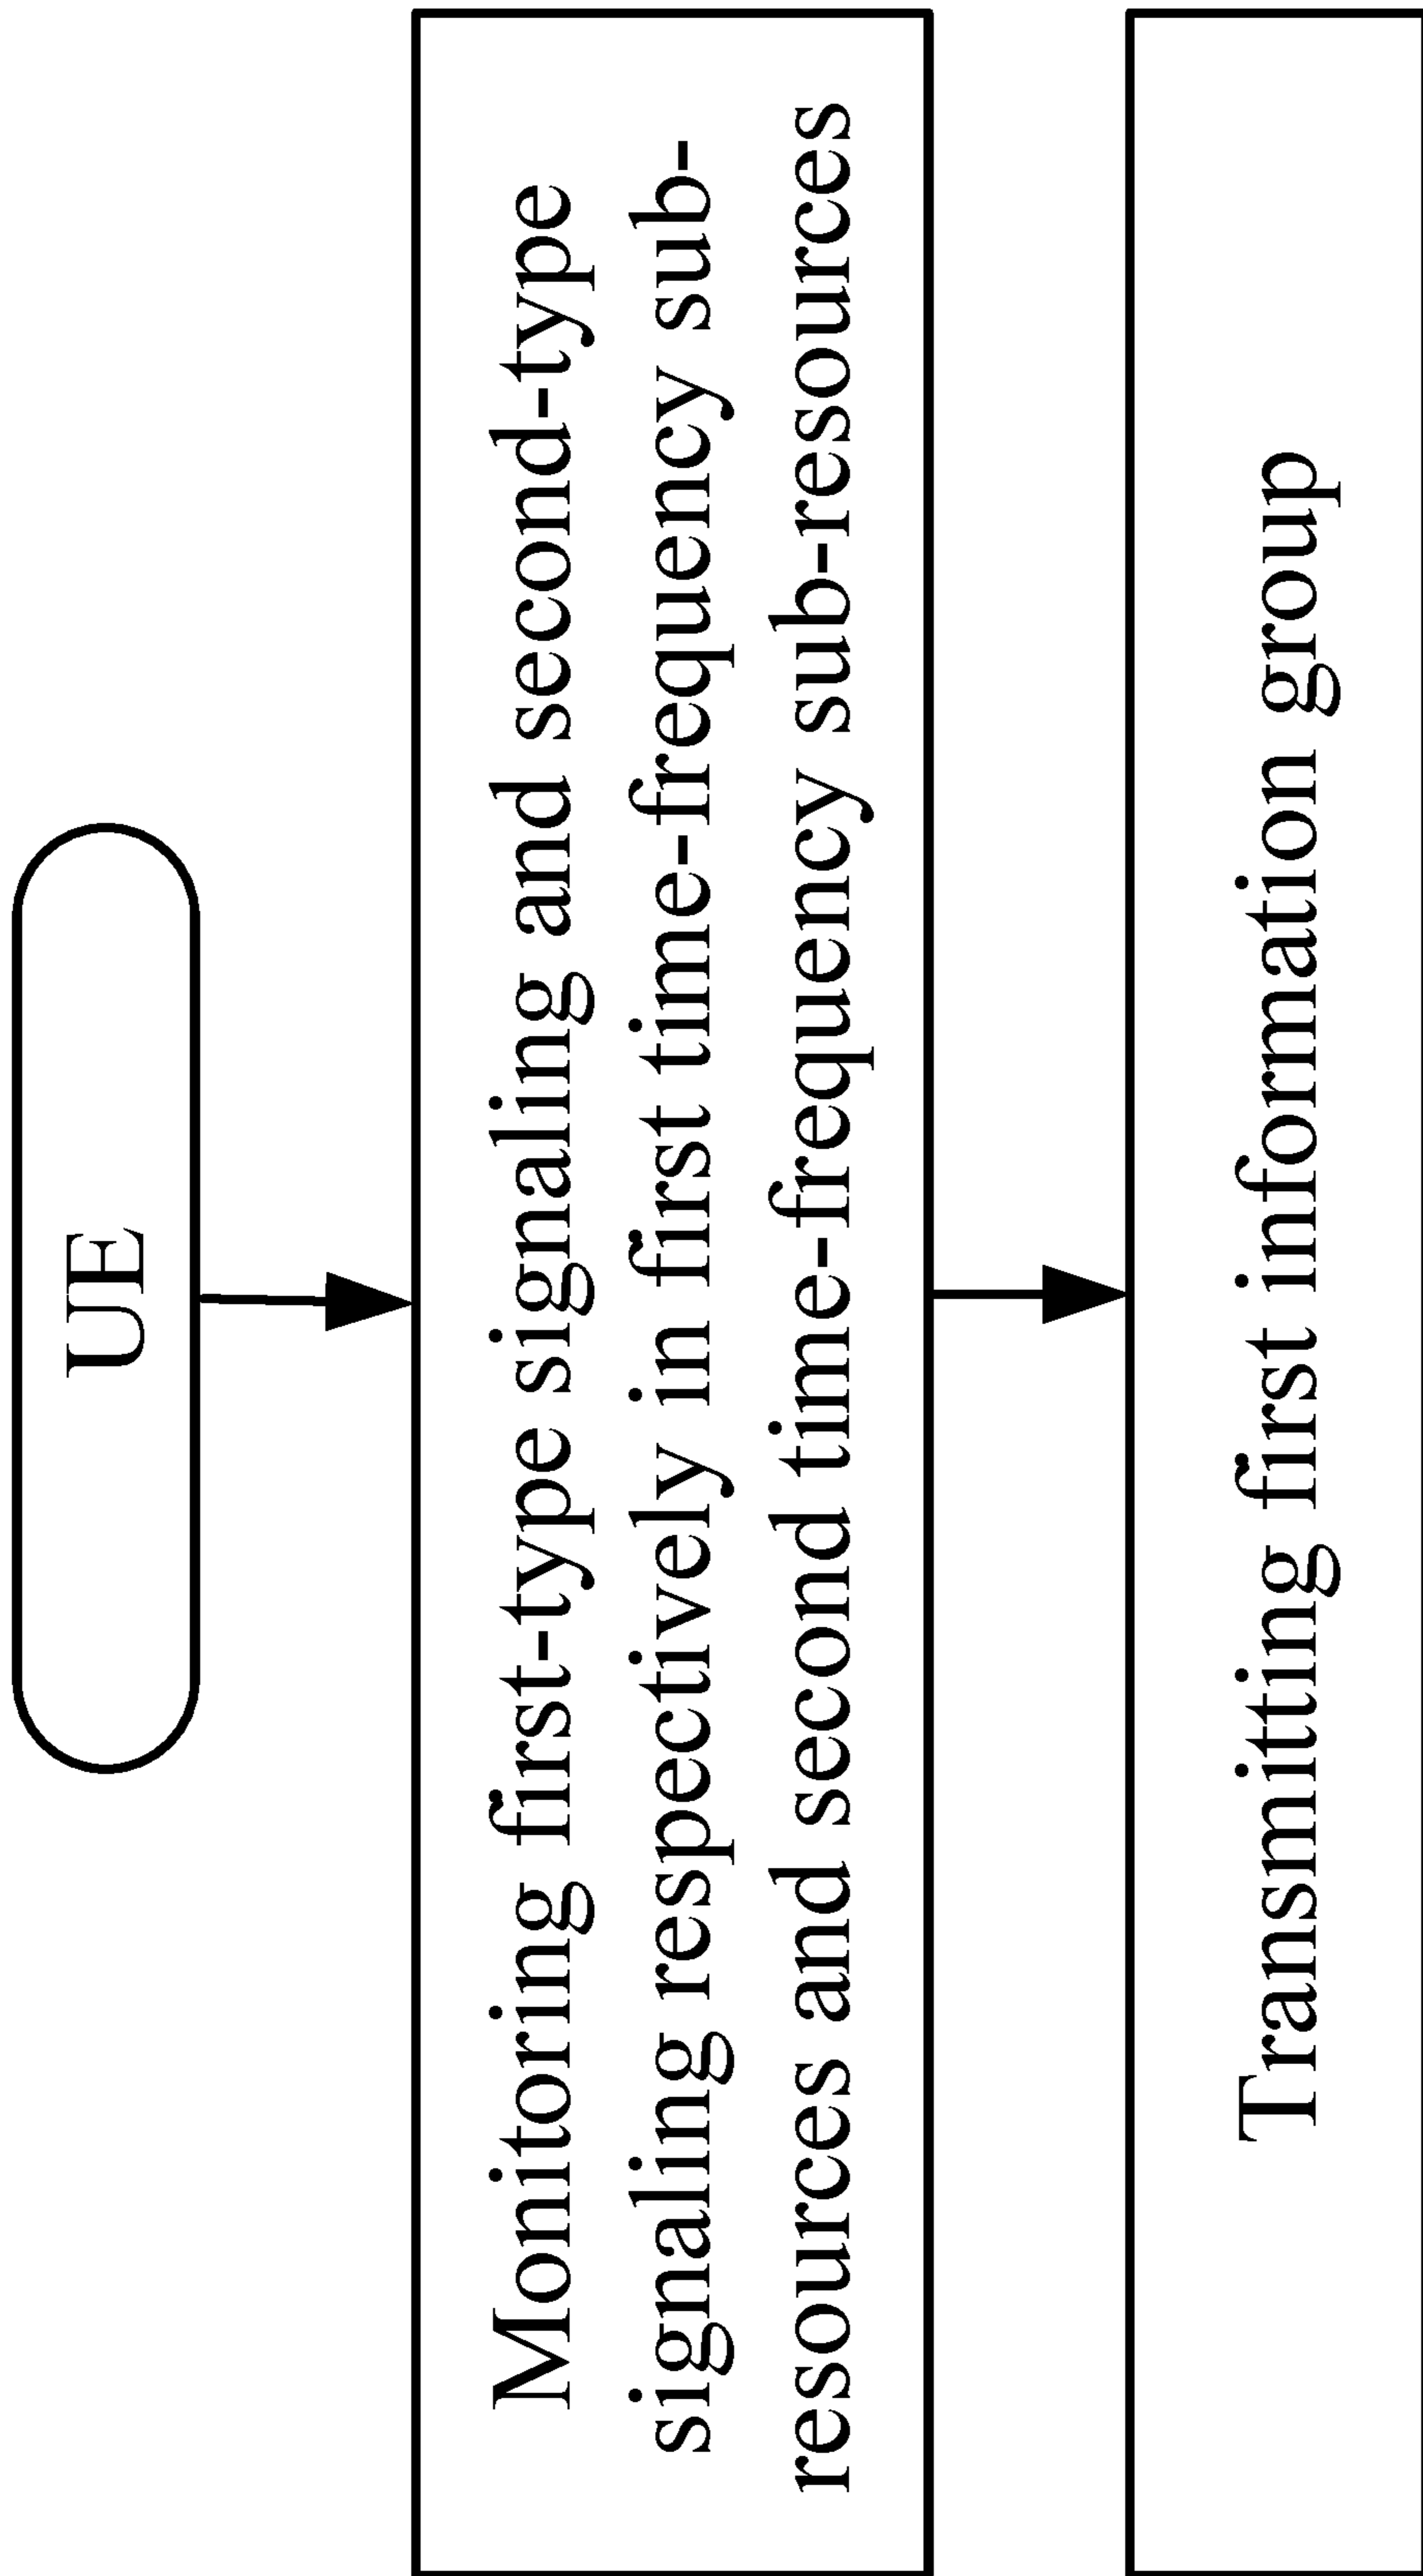 UE
Monitoring first-type signaling and second-type
signaling respectively in first time-frequency sub-
resources and second time-frequency sub-resources
Transmitting first information group